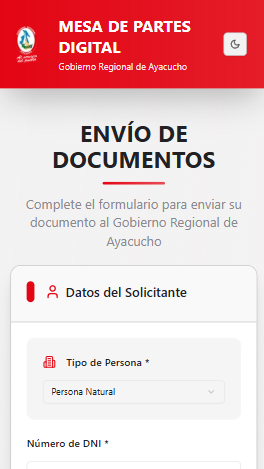 MESA DE PARTES
DIGITAL
Gobierno Regional de Ayacucho
ENVÍO DE
DOCUMENTOS
Complete el formulario para enviar su
documento al Gobierno Regional de
Ayacucho
Datos del Solicitante
Tipo de Persona *
Persona Natural
Número de DNI *